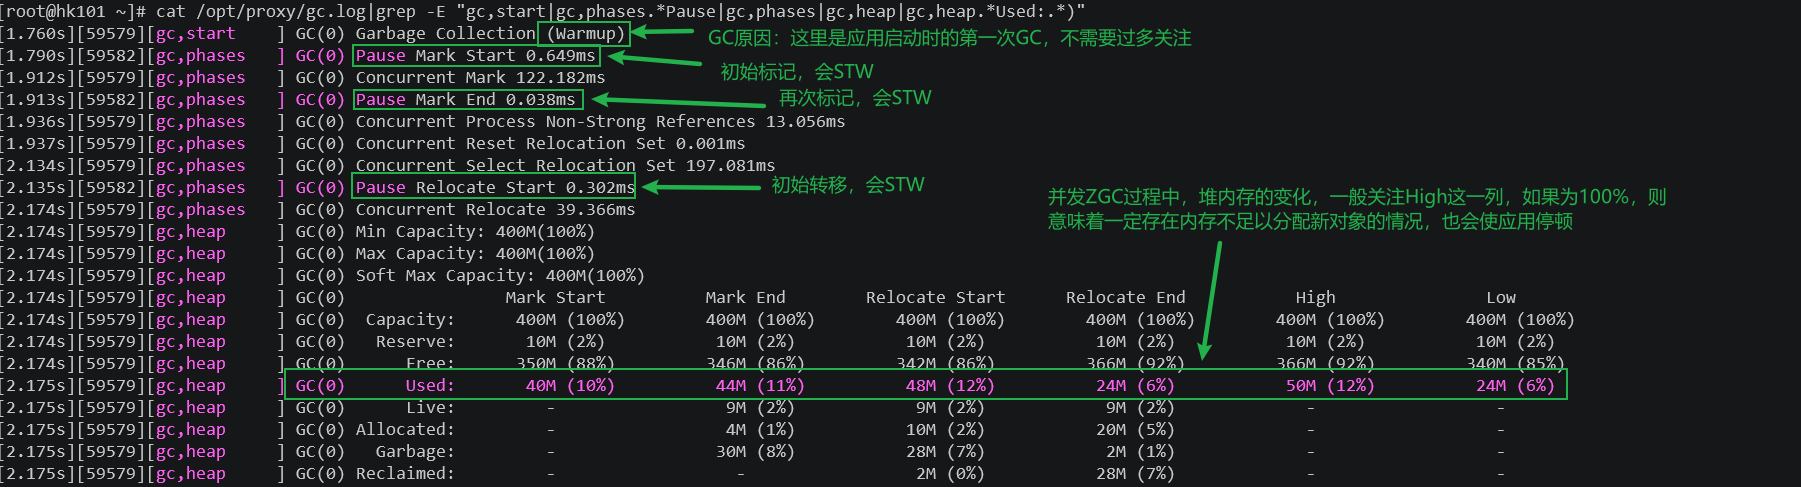 [root@hk101 ~]# cat /opt/proxy/gc.log|grep -E "gc,start|gc,phases.*Pause|gc,phases|gc,heap|gc,heap.*Used:.*)"
[1.760s][59579][gc,start    ] GC(0) Garbage Collection (Warmup)
GC原因：这里是应用启动时的第一次GC，不需要过多关注
[1.790s][59582][gc,phases   ] GC(0) Pause Mark Start 0.649ms
初始标记，会STW
[1.912s][59579][gc,phases   ] GC(0) Concurrent Mark 122.182ms
[1.913s][59582][gc,phases   ] GC(0) Pause Mark End 0.038ms
再次标记，会STW
[1.936s][59579][gc,phases   ] GC(0) Concurrent Process Non-Strong References 13.056ms
[1.937s][59579][gc,phases   ] GC(0) Concurrent Reset Relocation Set 0.001ms
[2.134s][59579][gc,phases   ] GC(0) Concurrent Select Relocation Set 197.081ms
[2.135s][59582][gc,phases   ] GC(0) Pause Relocate Start 0.302ms
初始转移，会STW
[2.174s][59579][gc,phases   ] GC(0) Concurrent Relocate 39.366ms
并发ZGC过程中，堆内存的变化，一般关注High这一列，如果为100%，则
意味着一定存在内存不足以分配新对象的情况，也会使应用停顿
[2.174s][59579][gc,heap     ] GC(0) Min Capacity: 400M(100%)
[2.174s][59579][gc,heap     ] GC(0) Max Capacity: 400M(100%)
[2.174s][59579][gc,heap     ] GC(0) Soft Max Capacity: 400M(100%)
[2.174s][59579][gc,heap     ] GC(0)                Mark Start          Mark End        Relocate Start      Relocate End           High               Low
[2.174s][59579][gc,heap     ] GC(0)  Capacity:      400M (100%)        400M (100%)        400M (100%)        400M (100%)        400M (100%)        400M (100%)
[2.174s][59579][gc,heap     ] GC(0)   Reserve:       10M (2%)           10M (2%)           10M (2%)           10M (2%)           10M (2%)           10M (2%)
[2.174s][59579][gc,heap     ] GC(0)      Free:      350M (88%)         346M (86%)         342M (86%)         366M (92%)         366M (92%)         340M (85%)
[2.175s][59579][gc,heap     ] GC(0)      Used:       40M (10%)          44M (11%)          48M (12%)          24M (6%)           50M (12%)          24M (6%)
[2.175s][59579][gc,heap     ] GC(0)      Live:         -                 9M (2%)            9M (2%)            9M (2%)             -                  -
[2.175s][59579][gc,heap     ] GC(0) Allocated:         -                 4M (1%)           10M (2%)           20M (5%)             -                  -
[2.175s][59579][gc,heap     ] GC(0)   Garbage:         -                30M (8%)           28M (7%)            2M (1%)             -                  -
[2.175s][59579][gc,heap     ] GC(0) Reclaimed:         -                  -                 2M (0%)           28M (7%)             -                  -